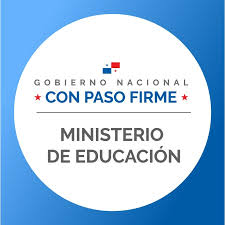 GOBIERNO NACIONAL
★ CON PASO FIRME ★
MINISTERIO
DE EDUCACIÓN